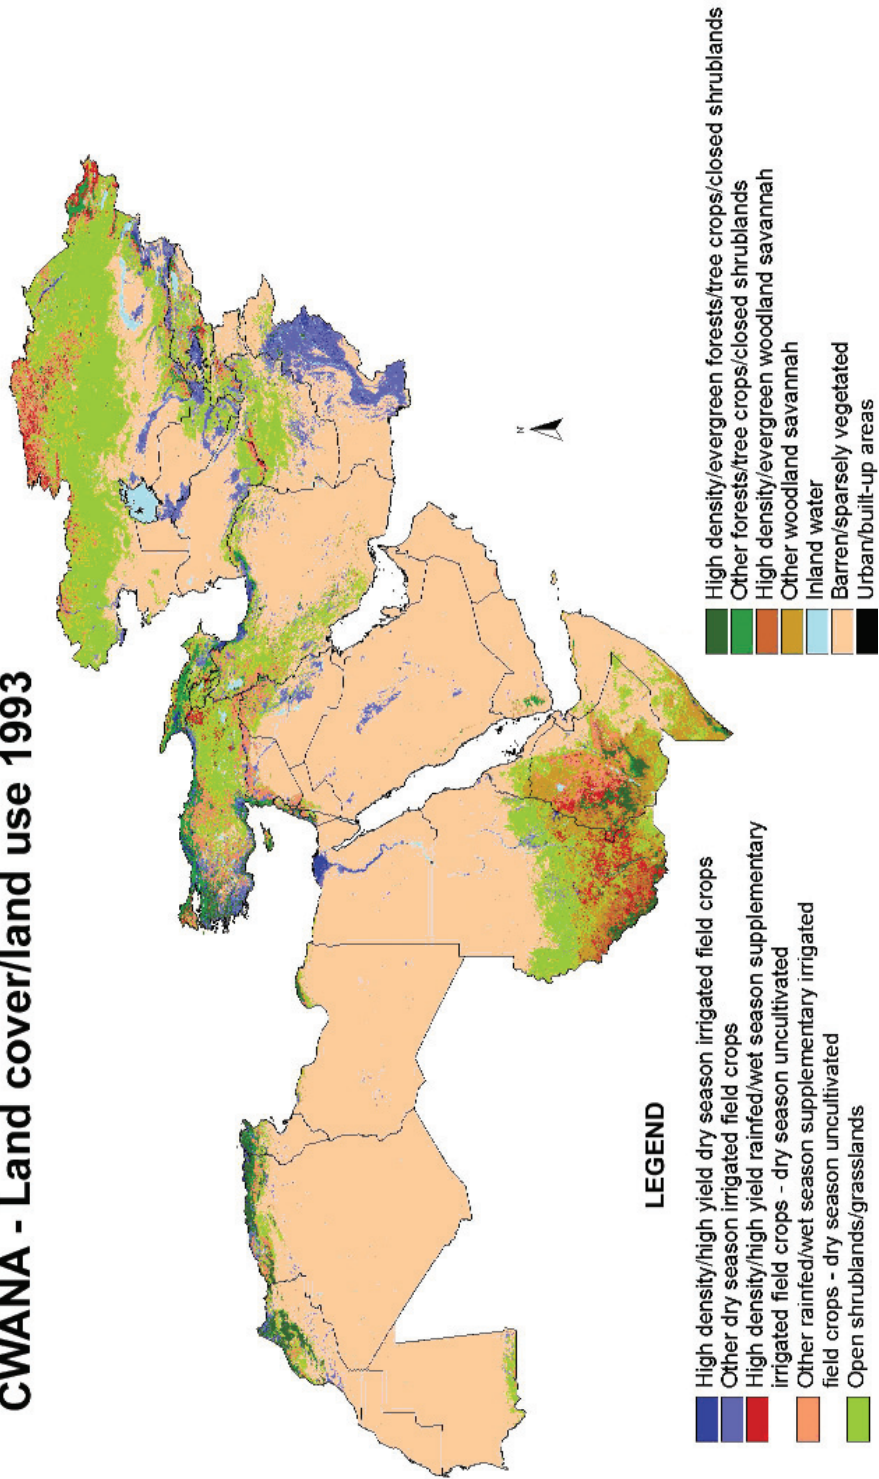 CWANA - Land cover/land use 1993
N
LEGEND
High density/high yield dry season irrigated field crops
Other dry season irrigated field crops
High density/high yield rainfed/wet season supplementary
irrigated field crops - dry season uncultivated
Other rainfed/wet season supplementary irrigated
field crops - dry season uncultivated
Open shrublands/grasslands
High density/evergreen forests/tree crops/closed shrublands
Other forests/tree crops/closed shrublands
High density/evergreen woodland savannah
Other woodland savannah
Inland water
Barren/sparsely vegetated
Urban/built-up areas